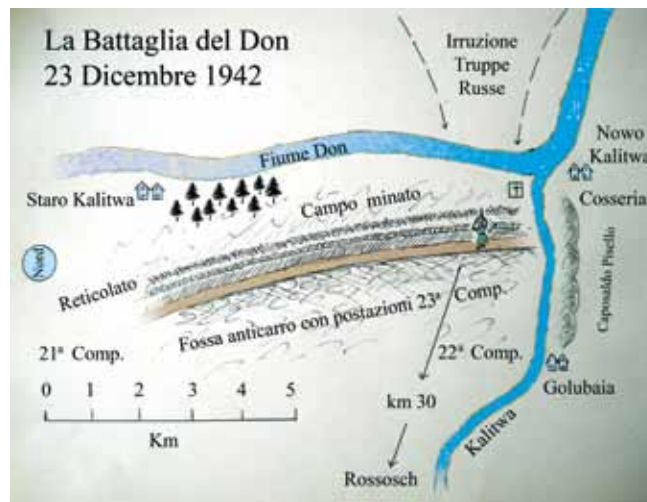 La Battaglia del Don
23 Dicembre 1942
Irruzione
Truppe
Russe
Fiume Don
Nowo
Kalitwa
Staro Kalitwa
Campo minato
Cosseria
Nord
Reticolato
Caposaldo Pisello
Fossa anticarro con postazioni 23ª Comp.
21ª Comp.
22ª Comp.
0 1 2 3 4 5
Km
km 30
Golubaia
Kalitwa
Rossosch